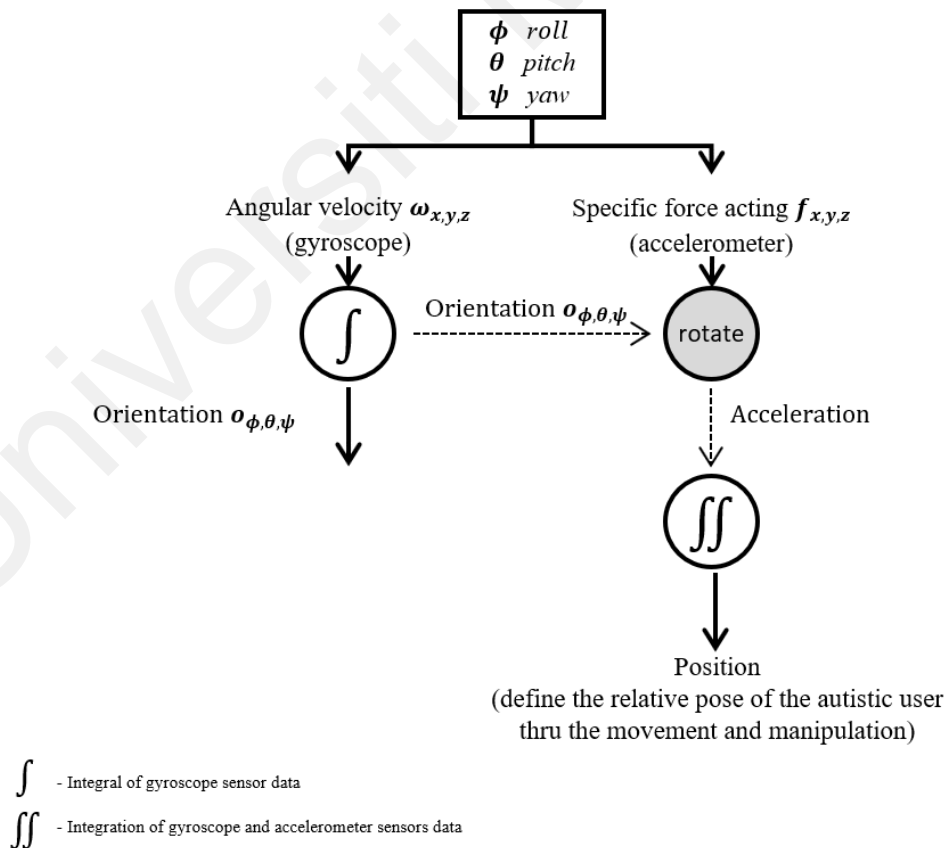 ϕ roll
θ pitch
ψ yaw
Angular velocity ωx,y,z
(gyroscope)
Specific force acting fx,y,z
(accelerometer)
∫
Orientation oϕ,θ,ψ
rotate
Orientation oϕ,θ,ψ
Acceleration
∬
Position
(define the relative pose of the autistic user
thru the movement and manipulation)
∫ - Integral of gyroscope sensor data
∬ - Integration of gyroscope and accelerometer sensors data
Universiti